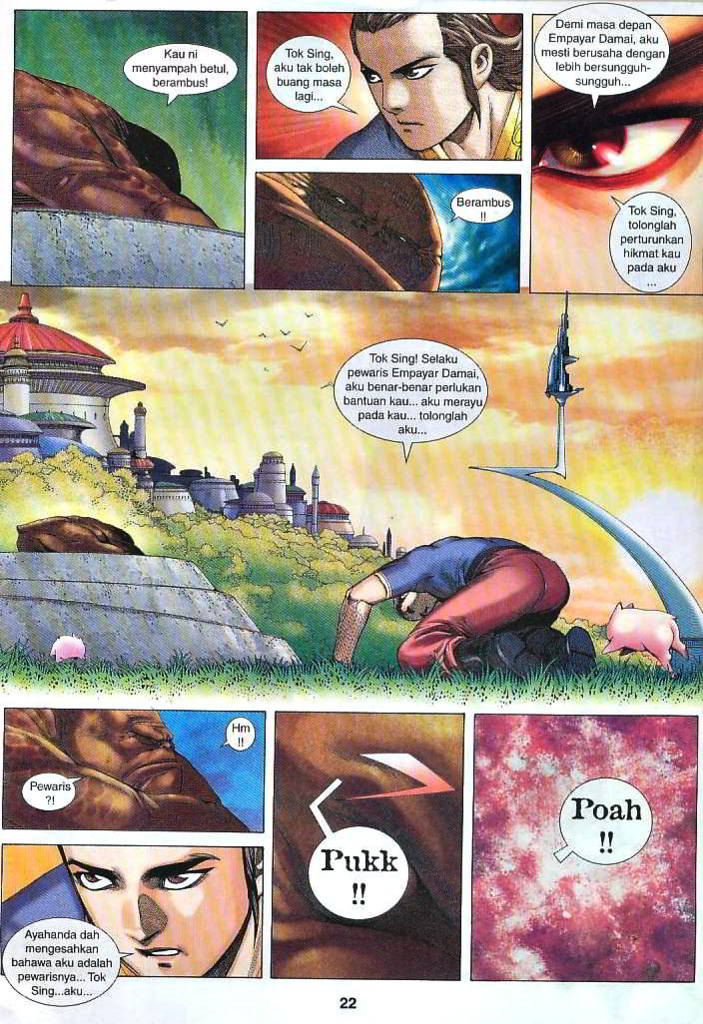 Kau ni
menyampah betul,
berambus!
Tok Sing,
aku tak boleh
buang masa
lagi...
Berambus
!!
Demi masa depan
Empayar Damai, aku
mesti berusaha dengan
lebih bersungguh-
sungguh...
Tok Sing,
tolonglah
perturunkan
hikmat kau
pada aku
...
Tok Sing! Selaku
pewaris Empayar Damai,
aku benar-benar perlukan
bantuan kau... aku merayu
pada kau... tolonglah
aku...
Hm
!!
Pewaris
?!
Ayahanda dah
mengesahkan
bahawa aku adalah
pewarisnya... Tok
Sing...aku...
Pukk
!!
Poah
!!
22